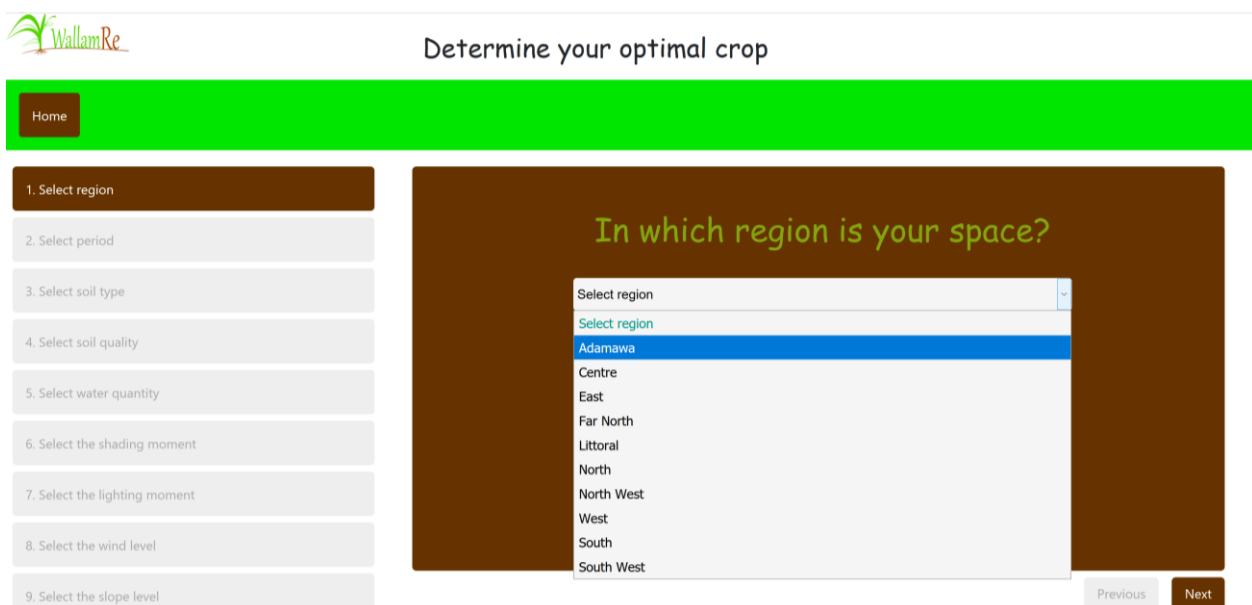 WallamRe
Determine your optimal crop
Home
1. Select region
2. Select period
3. Select soil type
4. Select soil quality
5. Select water quantity
6. Select the shading moment
7. Select the lighting moment
8. Select the wind level
9. Select the slope level
In which region is your space?
Select region
Select region
Adamawa
Centre
East
Far North
Littoral
North
North West
West
South
South West
Previous
Next